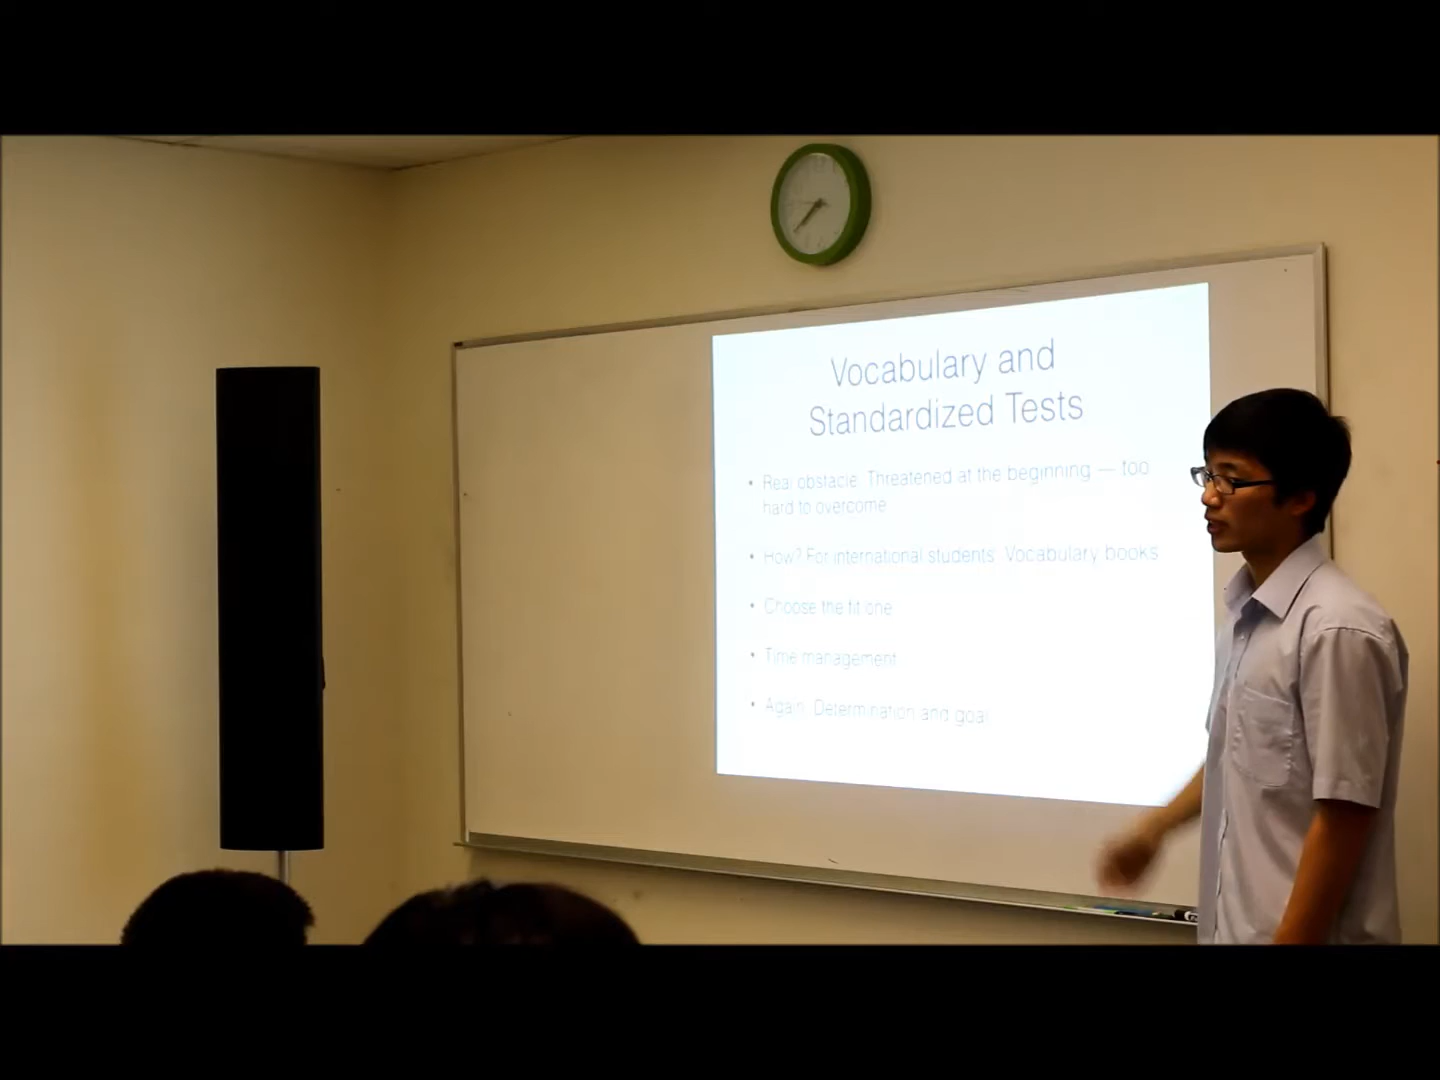 Vocabulary and
Standardized Tests
• Real obstacle: Threatened at the beginning — too
hard to overcome
• How? For international students: Vocabulary books
• Choose the fit one
• Time management
• Again: Determination and goal